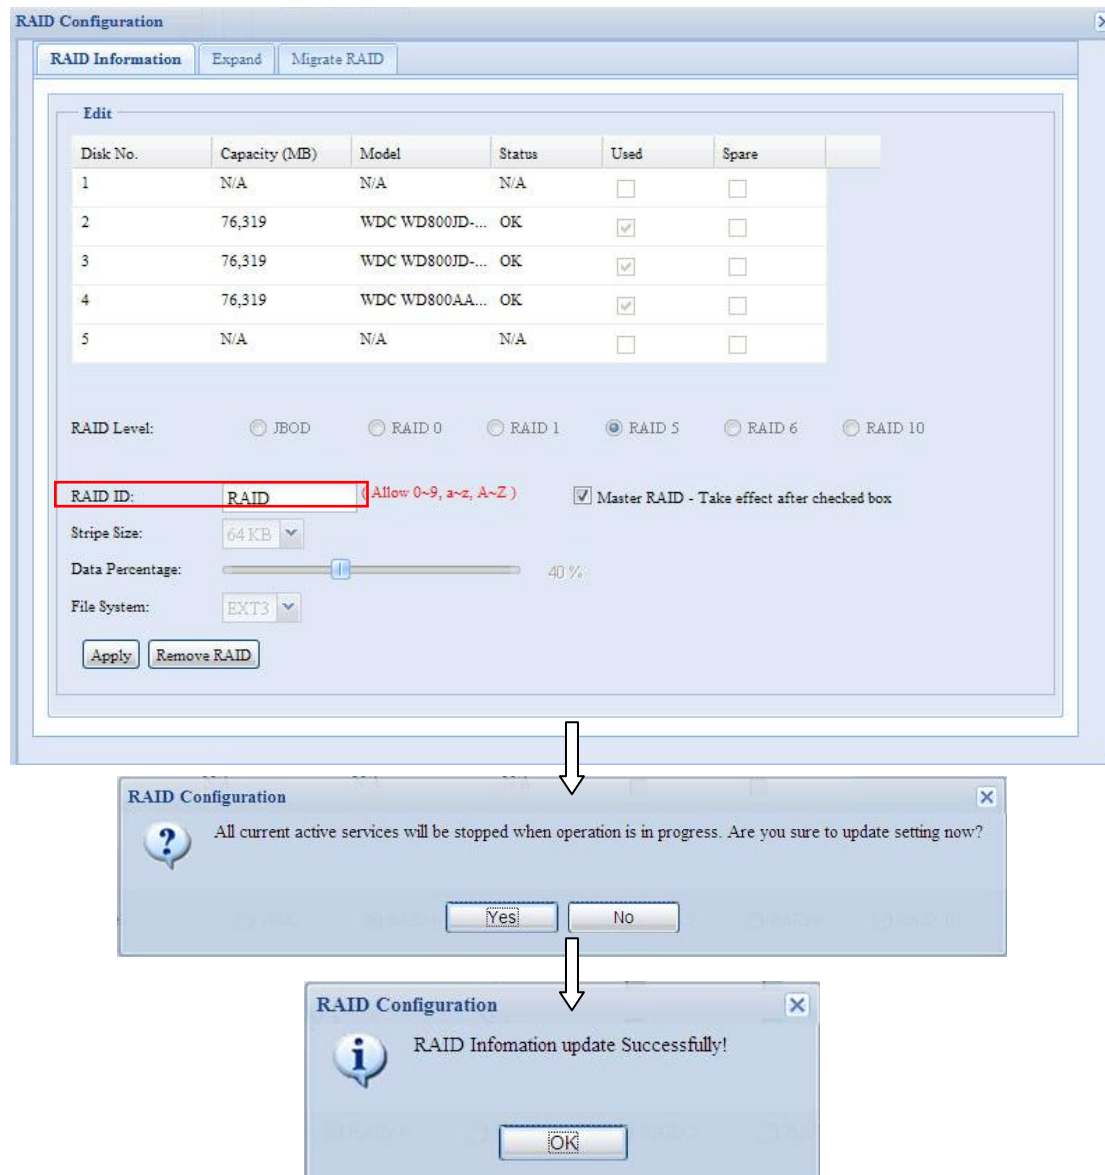 RAID Configuration
RAID Information Expand Migrate RAID
Edit
Disk No. Capacity (MB) Model Status Used Spare
1 N/A N/A N/A
2 76,319 WDC WD800JD-... OK
3 76,319 WDC WD800JD-... OK
4 76,319 WDC WD800AA... OK
5 N/A N/A N/A
RAID Level: JBOD RAID 0 RAID 1 RAID 5 RAID 6 RAID 10
RAID ID: RAID ( Allow 0~9, a~z, A~Z ) Master RAID - Take effect after checked box
Stripe Size: 64 KB
Data Percentage: 40 %
File System: EXT3
Apply Remove RAID
RAID Configuration
All current active services will be stopped when operation is in progress. Are you sure to update setting now?
Yes No
RAID Configuration
RAID Infomation update Successfully!
OK